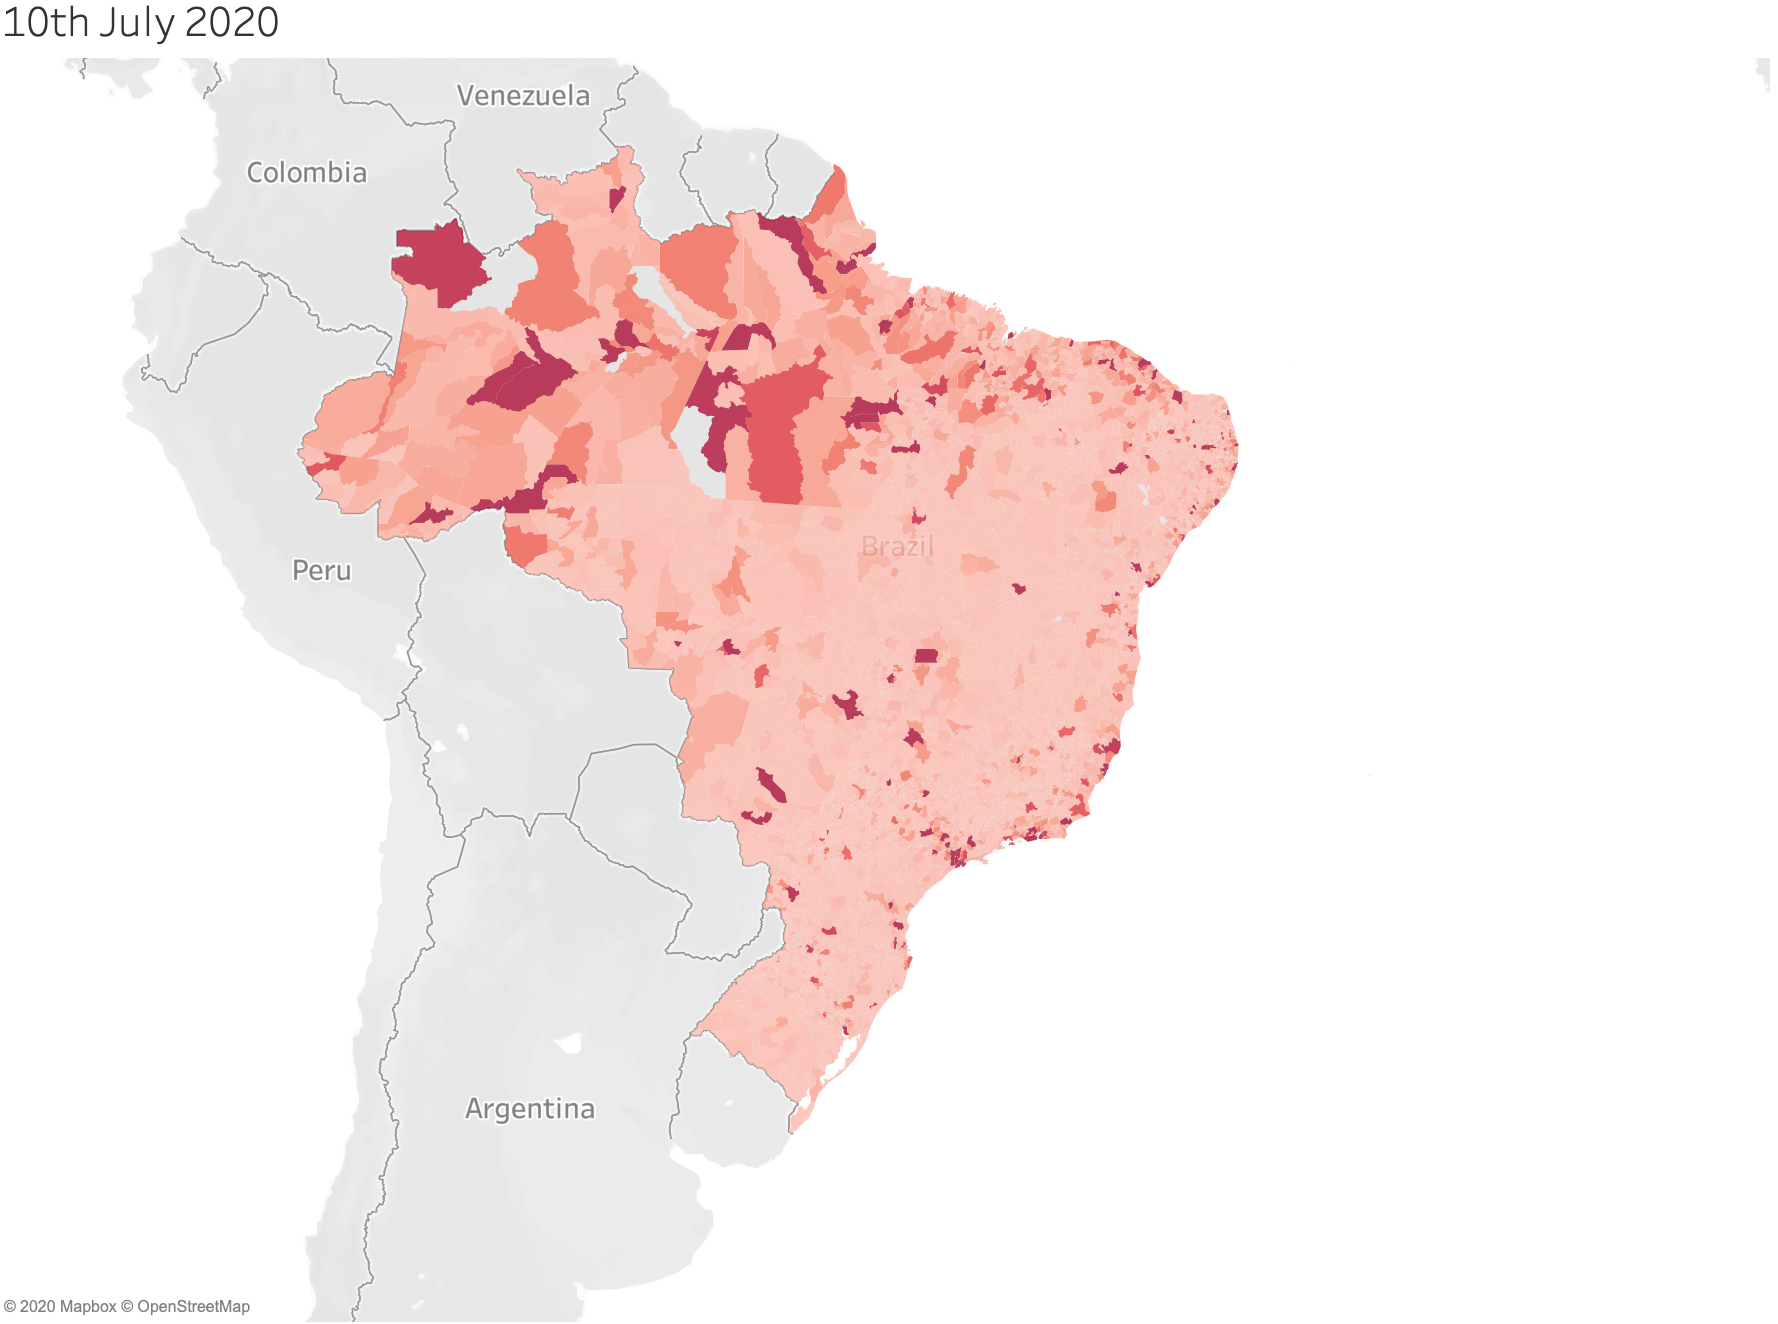 10th July 2020
Venezuela
Colombia
Brazil
Peru
Argentina
© 2020 Mapbox © OpenStreetMap